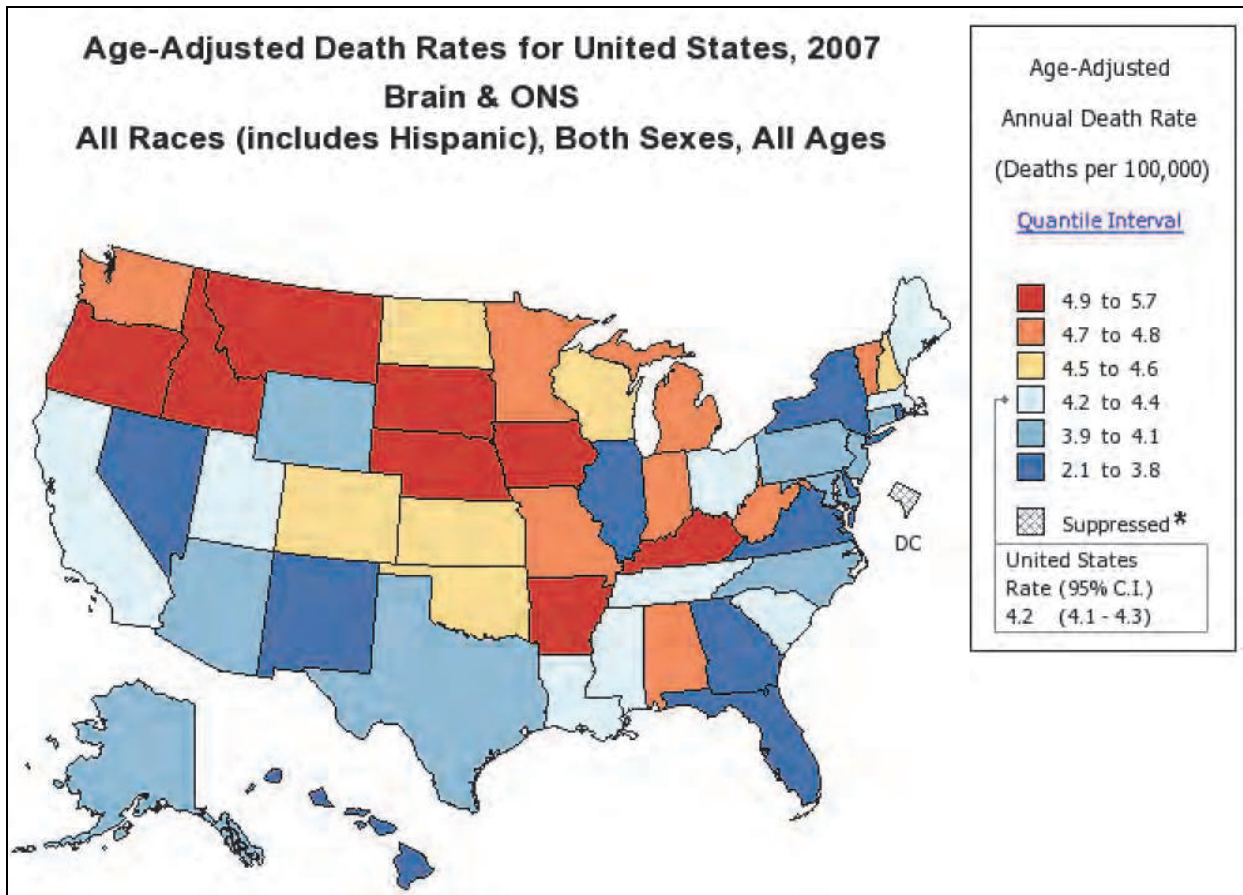 Age-Adjusted Death Rates for United States, 2007
Brain & ONS
All Races (includes Hispanic), Both Sexes, All Ages
Age-Adjusted
Annual Death Rate
(Deaths per 100,000)
Quantile Interval
4.9 to 5.7
4.7 to 4.8
4.5 to 4.6
4.2 to 4.4
3.9 to 4.1
2.1 to 3.8
Suppressed*
United States
Rate (95% C.I.)
4.2 (4.1 - 4.3)
DC